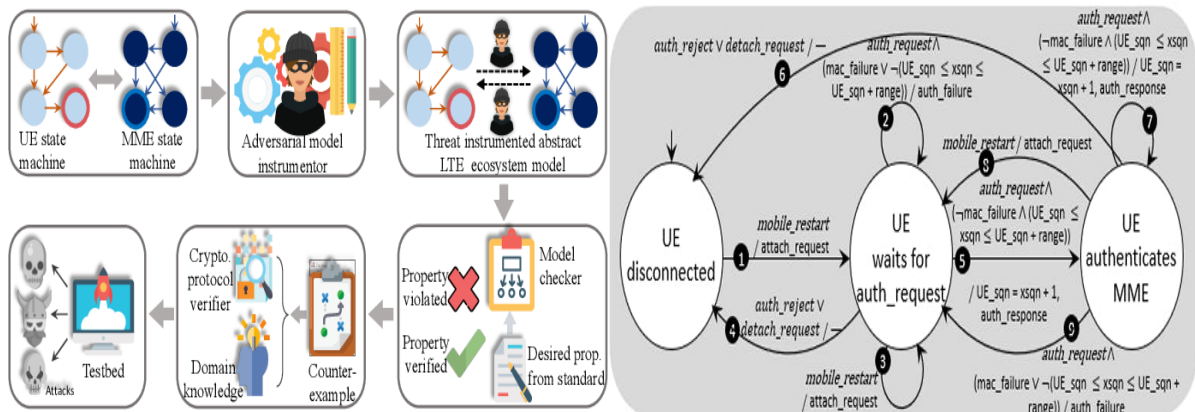 UE state
machine
MME state
machine
Adversarial model
instrumentor
Threat instrumented abstract
LTE ecosystem model
Attacks
Testbed
Crypto.
protocol
verifier
Domain
knowledge
Counter-
example
Property
violated
Property
verified
Model
checker
Desired prop.
from standard
auth_reject ∨ detach_request / —
6
auth_request ∧
(mac_failure ∨ ¬(UE_sqn ≤ xsqn ≤
UE_sqn + range)) / auth_failure
2
auth_request ∧
(¬mac_failure ∧ (UE_sqn ≤ xsqn
≤ UE_sqn + range)) / UE_sqn =
xsqn + 1, auth_response
7
mobile_restart / attach_request
8
auth_request ∧
(¬mac_failure ∧ (UE_sqn ≤
xsqn ≤ UE_sqn + range))
5
/ UE_sqn = xsqn + 1,
auth_response
UE
disconnected
mobile_restart
1 / attach_request
UE
waits for
auth_request
UE
authenticates
MME
auth_reject ∨
4 detach_request / —
3
mobile_restart
/ attach_request
9
auth_request ∧
(mac_failure ∨ ¬(UE_sqn ≤ xsqn ≤ UE_sqn +
range)) / auth_failure